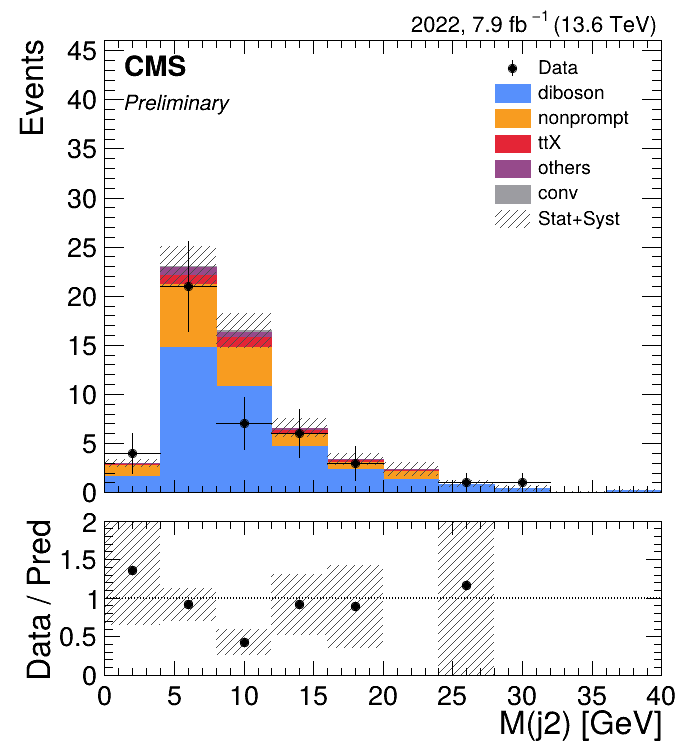 2022, 7.9 fb⁻¹ (13.6 TeV)
CMS
Preliminary
Data
diboson
nonprompt
ttX
others
conv
Stat+Syst
Events
45
40
35
30
25
20
15
10
5
0
Data / Pred
2
1.5
1
0.5
0
0 5 10 15 20 25 30 35 40
M(j2) [GeV]